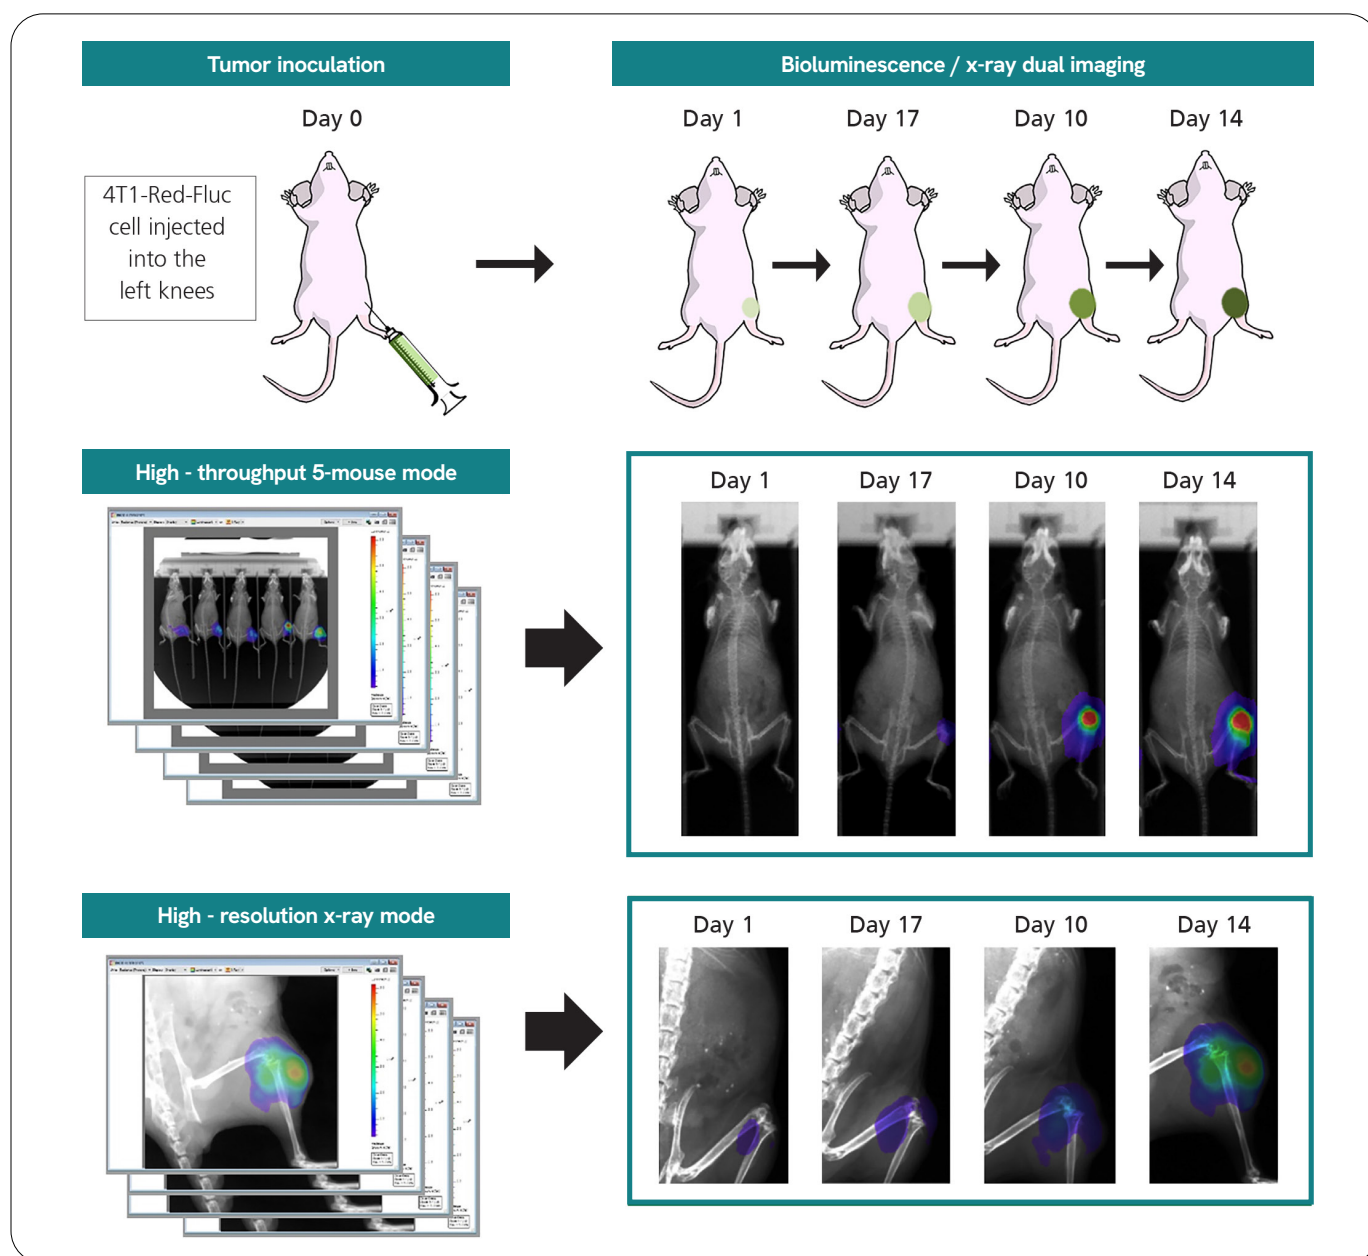 Tumor inoculation
Bioluminescence / x-ray dual imaging
Day 0
Day 1
Day 17
Day 10
Day 14
4T1-Red-Fluc
cell injected
into the
left knees
High - throughput 5-mouse mode
Day 1
Day 17
Day 10
Day 14
High - resolution x-ray mode
Day 1
Day 17
Day 10
Day 14